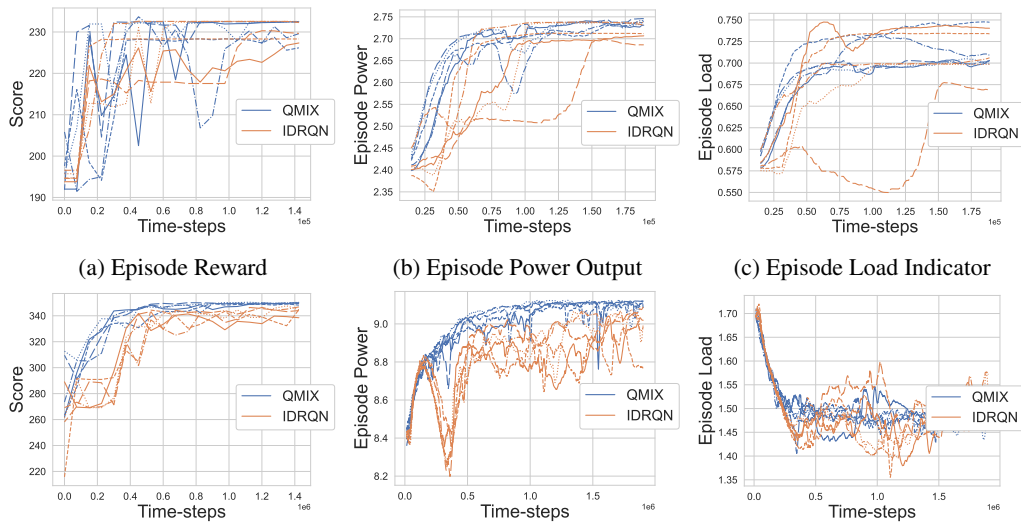 Score
230
220
210
200
190
0.0 0.2 0.4 0.6 0.8 1.0 1.2 1.4
1e5
Time-steps
QMIX
IDRQN
(a) Episode Reward
Episode Power
2.75
2.70
2.65
2.60
2.55
2.50
2.45
2.40
2.35
0.25 0.50 0.75 1.00 1.25 1.50 1.75
1e5
Time-steps
QMIX
IDRQN
(b) Episode Power Output
Episode Load
0.750
0.725
0.700
0.675
0.650
0.625
0.600
0.575
0.550
0.25 0.50 0.75 1.00 1.25 1.50 1.75
1e5
Time-steps
QMIX
IDRQN
(c) Episode Load Indicator
Score
340
320
300
280
260
240
220
0.0 0.2 0.4 0.6 0.8 1.0 1.2 1.4
1e6
Time-steps
QMIX
IDRQN
Episode Power
9.0
8.8
8.6
8.4
8.2
0.0 0.5 1.0 1.5
1e6
Time-steps
QMIX
IDRQN
Episode Load
1.70
1.65
1.60
1.55
1.50
1.45
1.40
1.35
0.0 0.5 1.0 1.5
1e6
Time-steps
QMIX
IDRQN